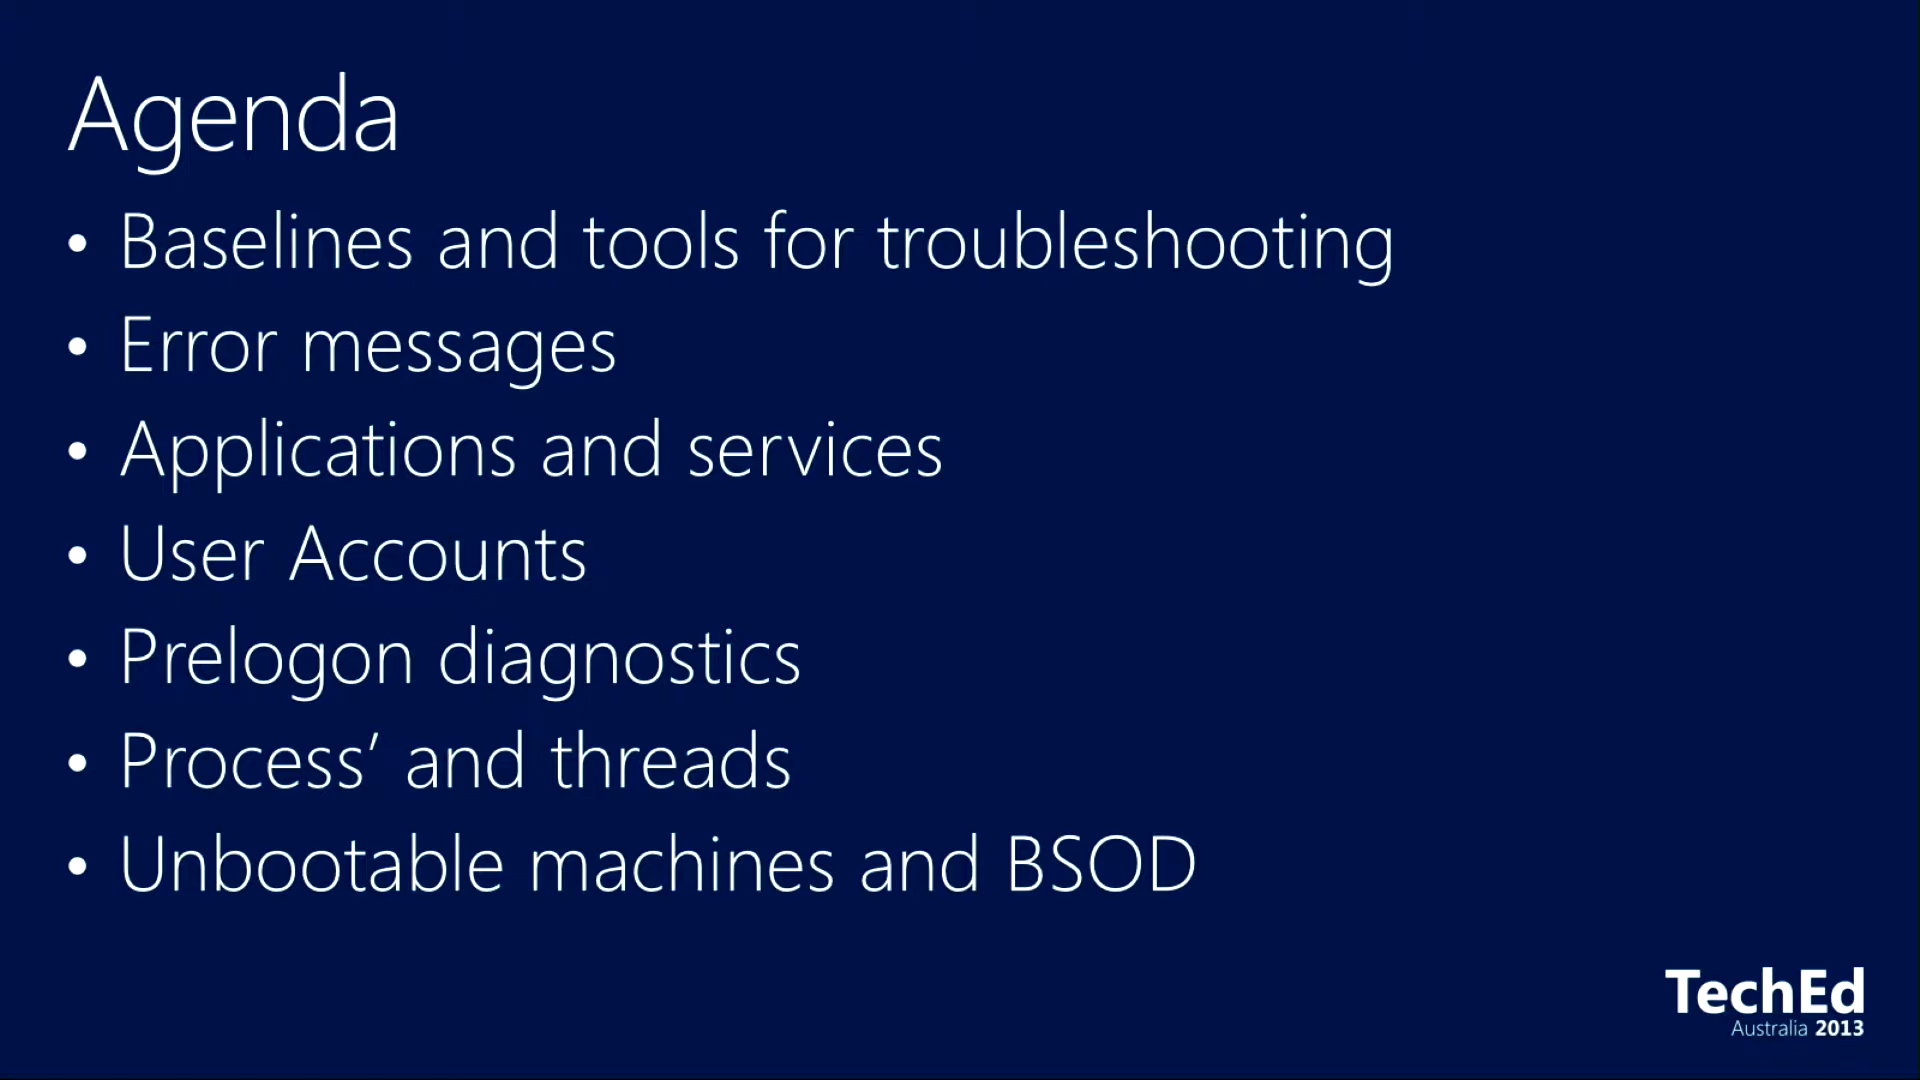 Agenda
• Baselines and tools for troubleshooting
• Error messages
• Applications and services
• User Accounts
• Prelogon diagnostics
• Process’ and threads
• Unbootable machines and BSOD
TechEd
Australia 2013